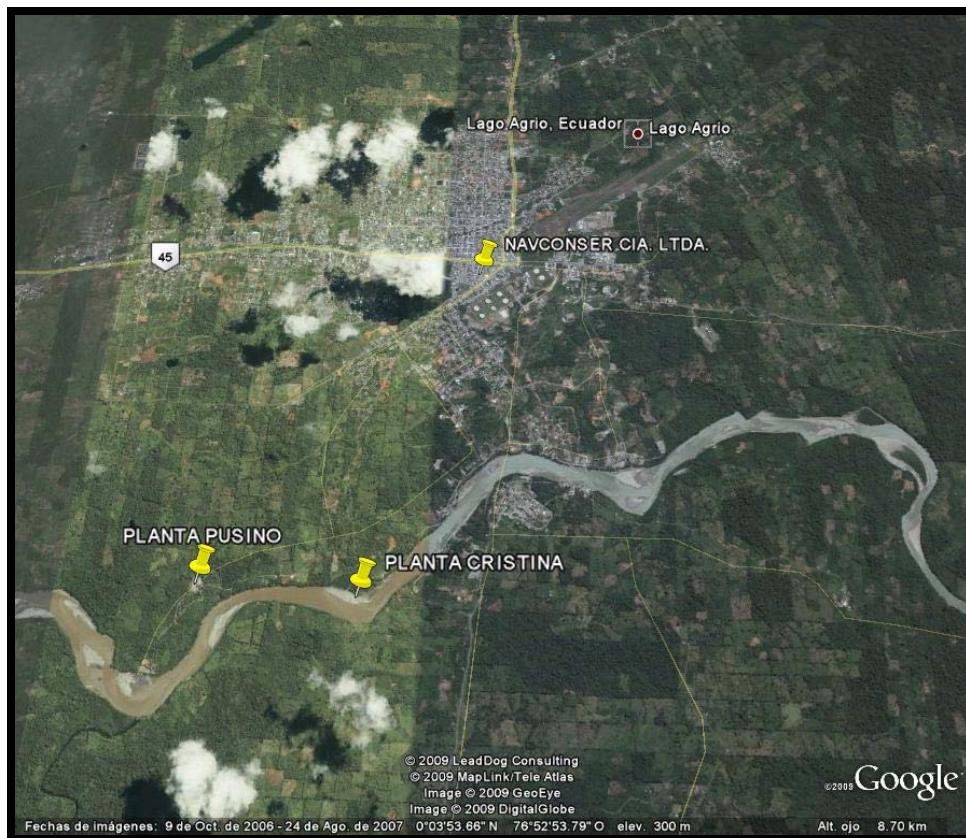 Lago Agrio, Ecuador
Lago Agrio
NAVCONSER CIA. LTDA.
45
PLANTA PUSINO
PLANTA CRISTINA
© 2009 LeadDog Consulting
© 2009 MapLink/Tele Atlas
Image © 2009 GeoEye
Image © 2009 DigitalGlobe
©2009 Google
Fechas de imágenes: 9 de Oct. de 2006 - 24 de Ago. de 2007 0°03'53.66" N 76°52'53.79" O elev. 300 m Alt. ojo 8.70 km